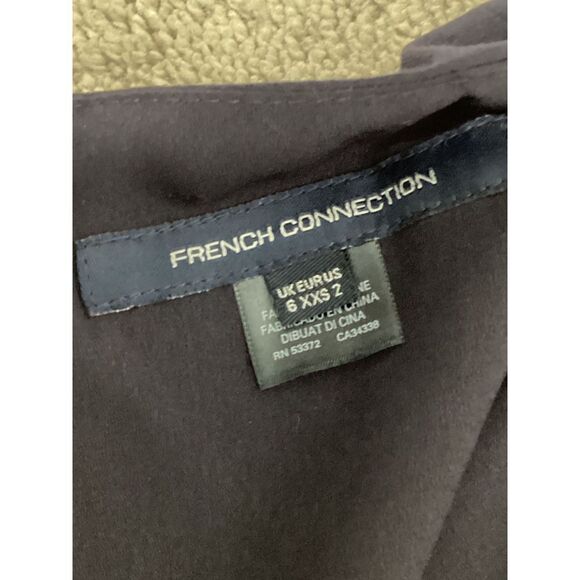 FRENCH CONNECTION
UK EUR US
6 XXS 2
FABRICADO EN CHINA
DIBUAT DI CINA
RN 53372 CA34338